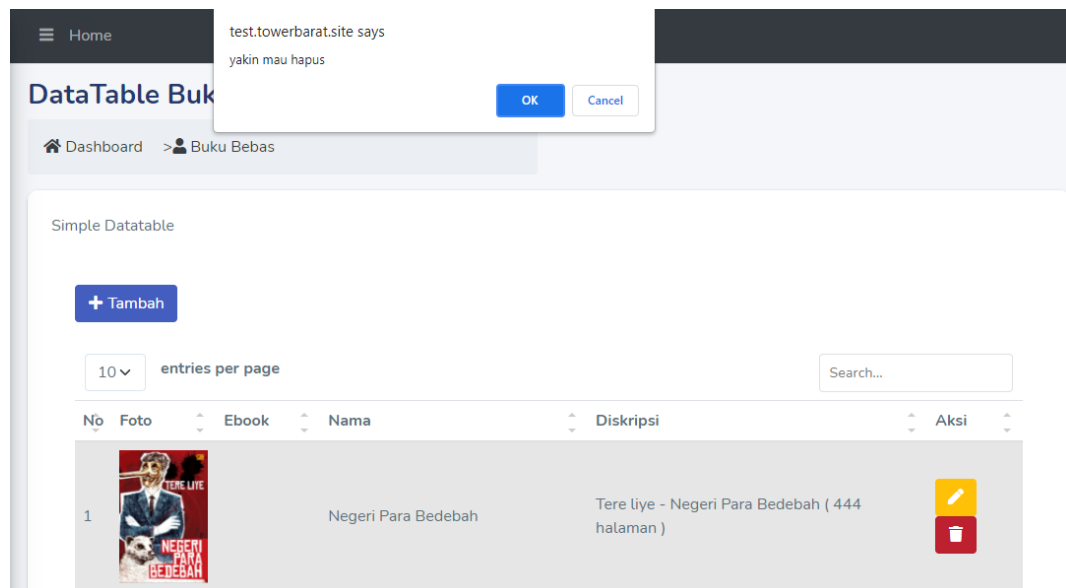 Home
test.towerbarat.site says
yakin mau hapus
OK
Cancel
DataTable Buk
Dashboard > Buku Bebas
Simple Datatable
+ Tambah
10 entries per page
Search...
No Foto Ebook Nama Diskripsi Aksi
1
TERE LIYE
NEGERI
PARA
BEDEBAH
Negeri Para Bedebah
Tere liye - Negeri Para Bedebah ( 444
halaman )